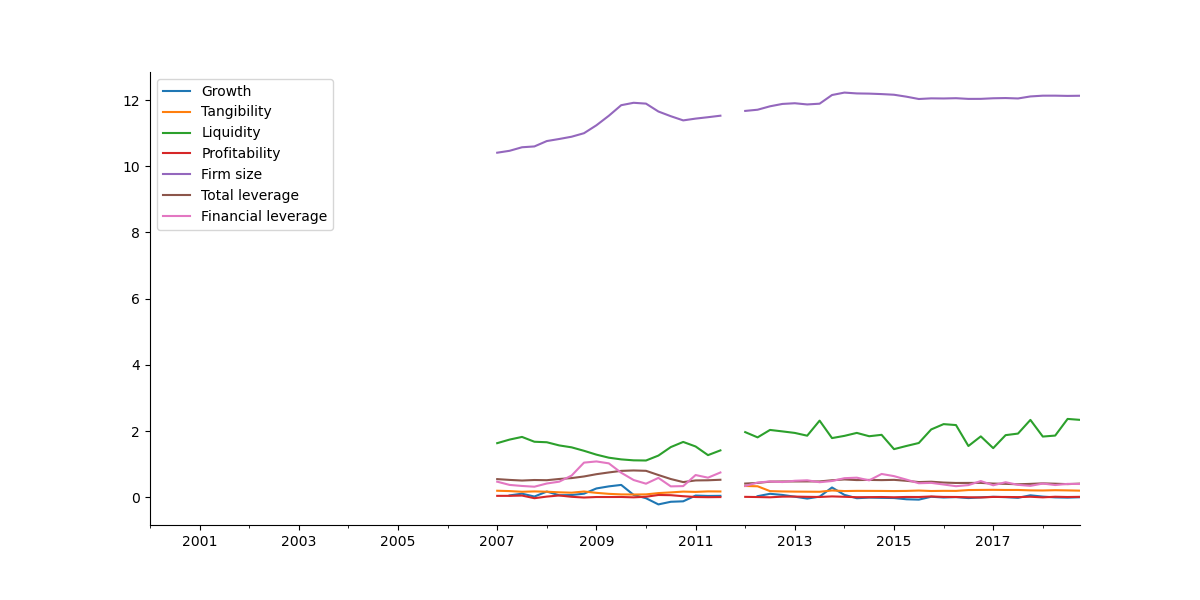 12
10
8
6
4
2
0
Growth
Tangibility
Liquidity
Profitability
Firm size
Total leverage
Financial leverage
2001 2003 2005 2007 2009 2011 2013 2015 2017